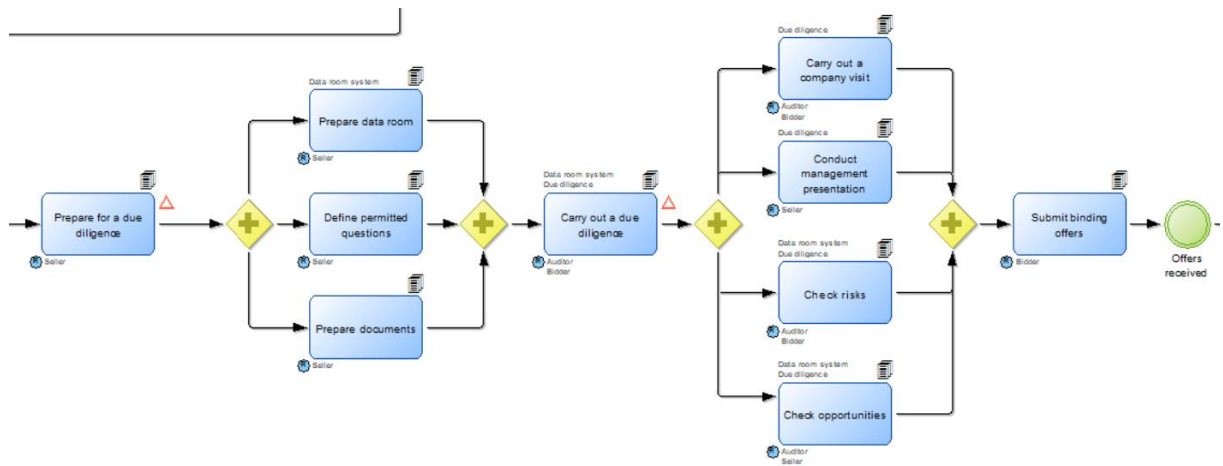 Prepare for a due
diligence
R Seller
Data room system
Prepare data room
R Seller
Define permitted
questions
R Seller
Prepare documents
R Seller
Data room system
Due diligence
Carry out a due
diligence
R Auditor
Bidder
Due diligence
Carry out a
company visit
R Auditor
Bidder
Due diligence
Conduct
management
presentation
R Seller
Data room system
Due diligence
Check risks
R Auditor
Bidder
Data room system
Due diligence
Check opportunities
R Auditor
Seller
Submit binding
offers
R Bidder
Offers
received